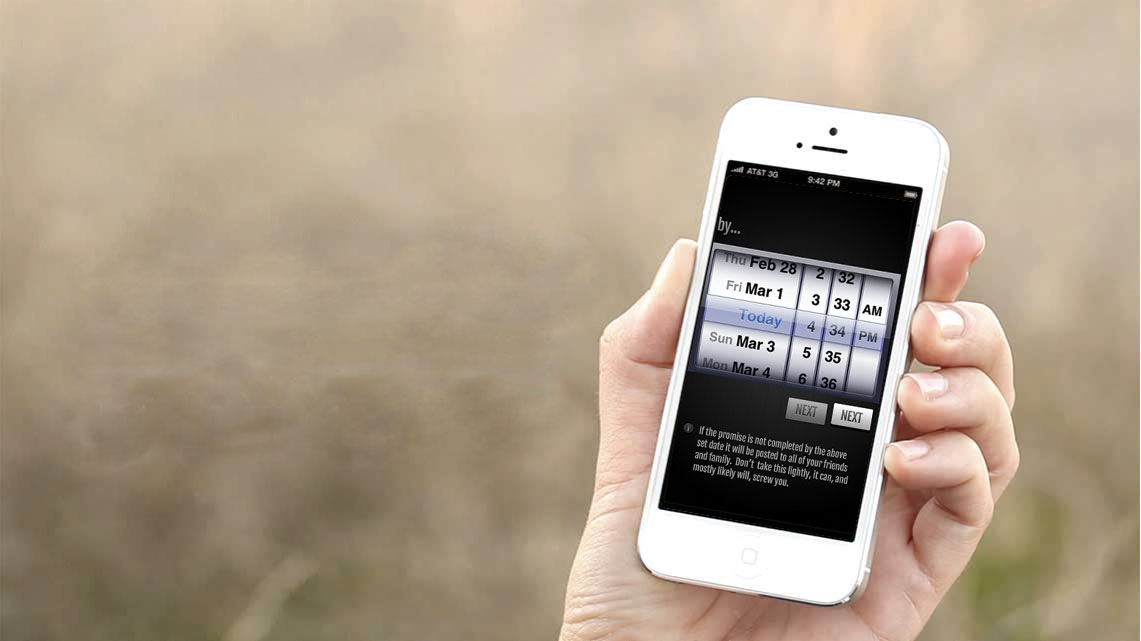 AT&T 3G 9:42 PM
by...
Thu Feb 28 2 32
Fri Mar 1 3 33 AM
Today 4 34 PM
Sun Mar 3 5 35
Mon Mar 4 6 36
NEXT NEXT
If the promise is not completed by the above
set date it will be posted to all of your friends
and family. Don't take this lightly, it can, and
mostly likely will, screw you.